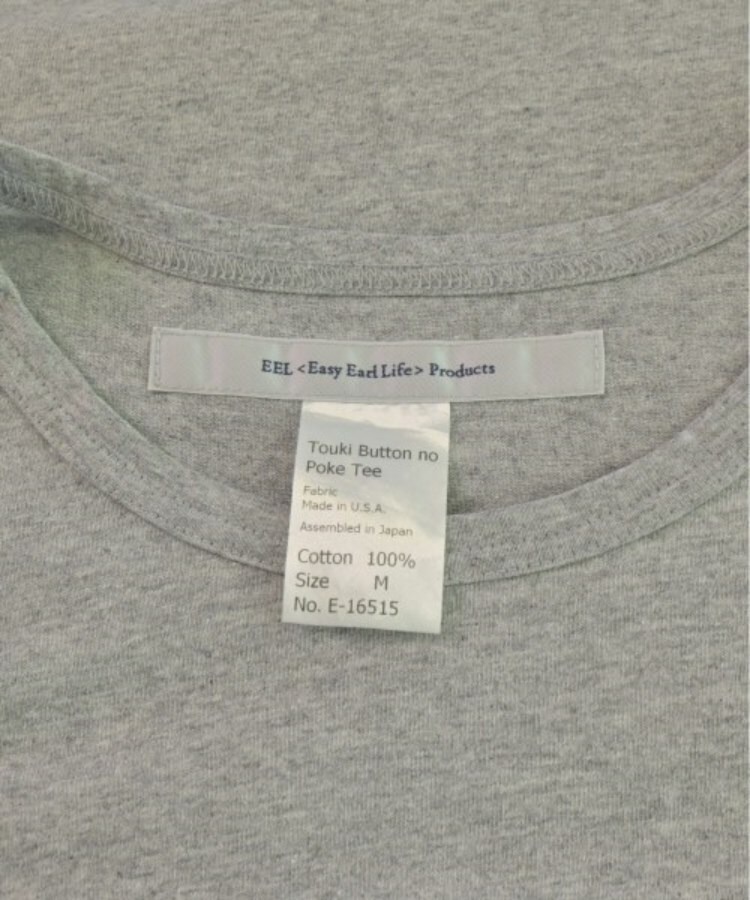 EEL <Easy Earl Life> Products
Touki Button no
Poke Tee
Fabric
Made in U.S.A.
Assembled in Japan
Cotton 100%
Size M
No. E-16515